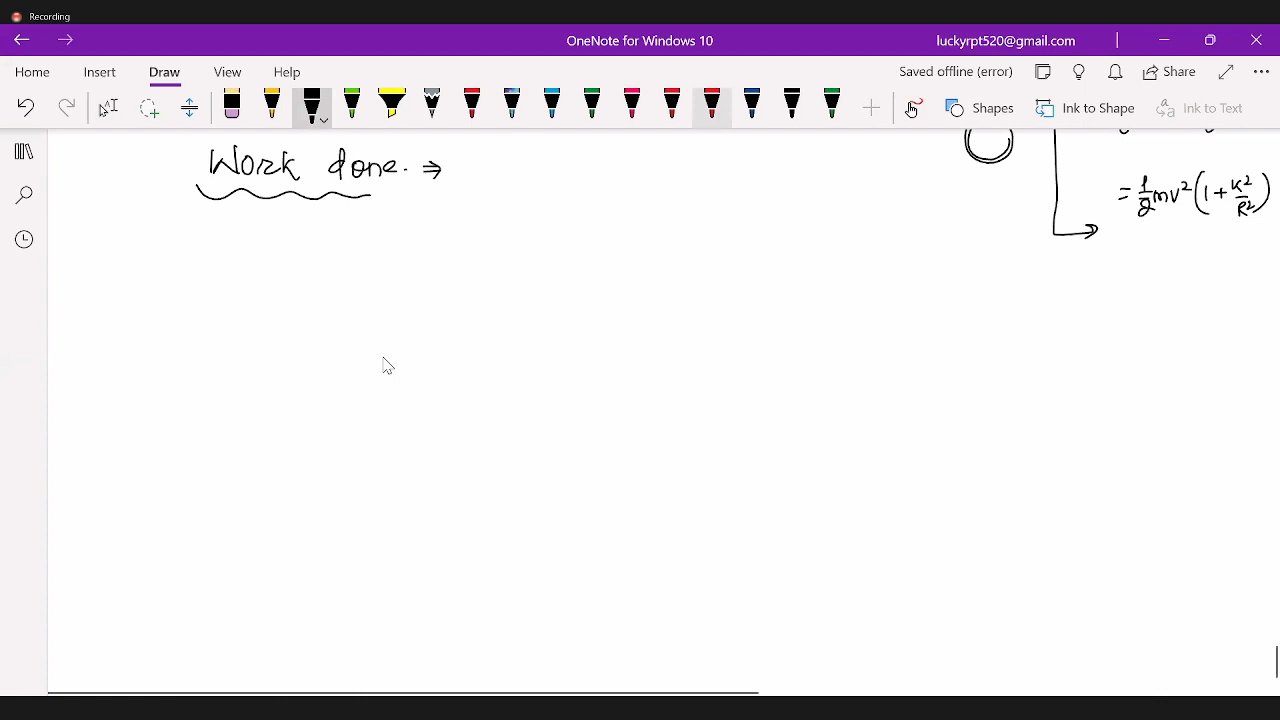 Recording
OneNote for Windows 10
luckyrpt520@gmail.com
Home Insert Draw View Help
Saved offline (error)
Share
Shapes
Ink to Shape
Ink to Text
Work done. ⇒
= 1/2 mv² (1 + K²/R²)